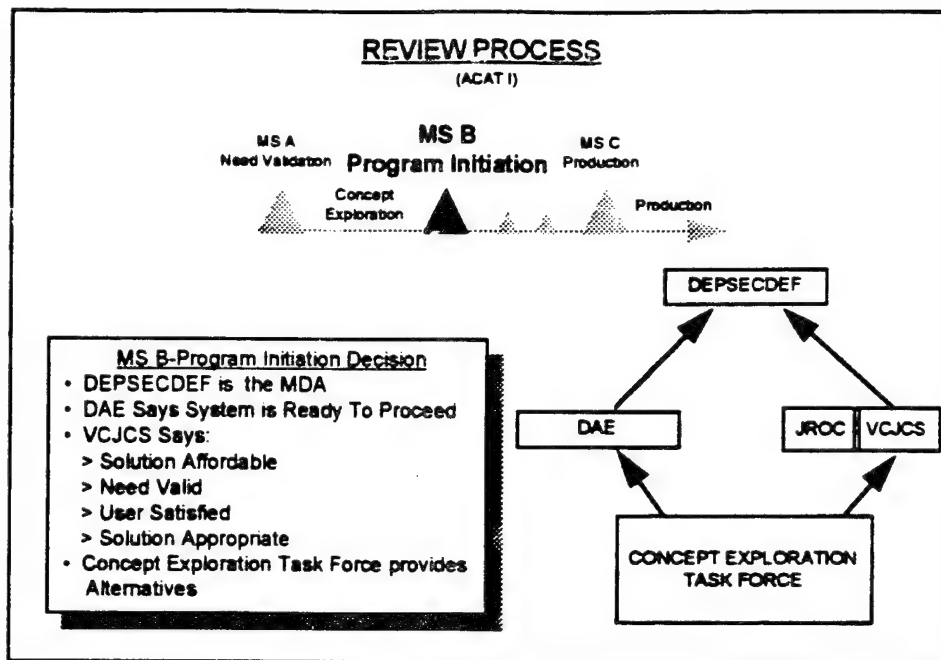 REVIEW PROCESS
(ACAT I)
MS A
Need Validation
MS B
Program Initiation
MS C
Production
Concept
Exploration
Production
DEPSECDEF
MS B-Program Initiation Decision
• DEPSECDEF is the MDA
• DAE Says System is Ready To Proceed
• VCJCS Says:
> Solution Affordable
> Need Valid
> User Satisfied
> Solution Appropriate
• Concept Exploration Task Force provides
Alternatives
DAE
JROC VCJCS
CONCEPT EXPLORATION
TASK FORCE